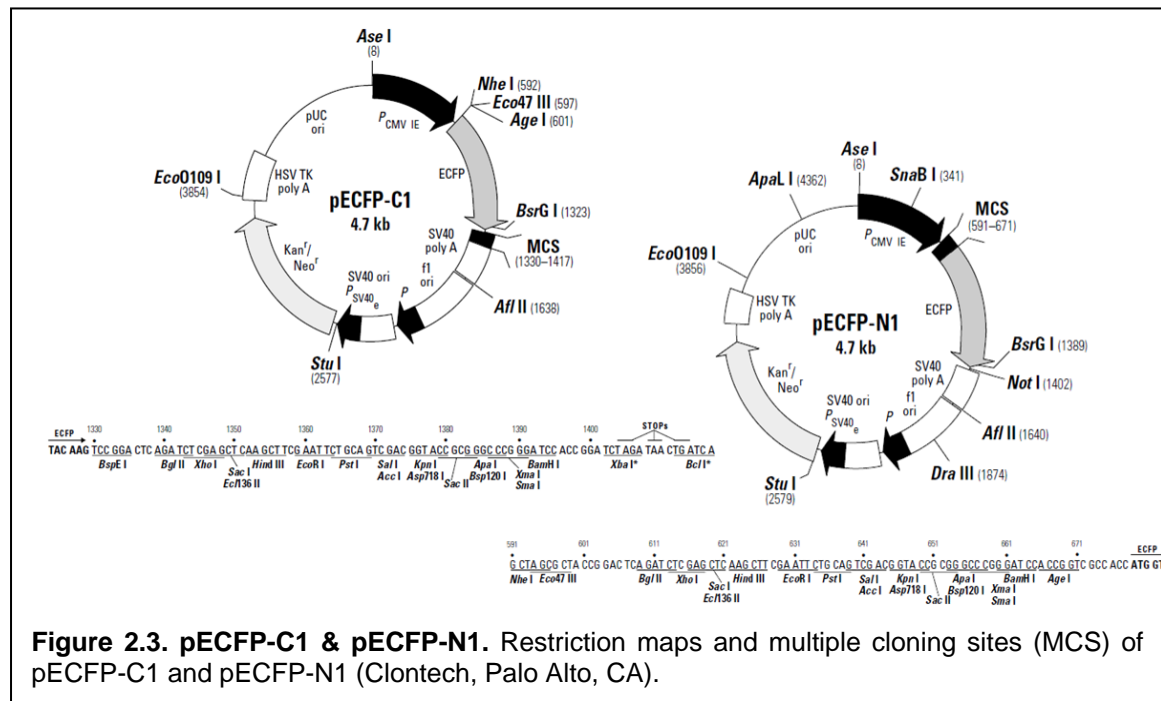 Ase I
(8)
Nhe I (592)
Eco47 III (597)
Age I
(601)
pUC
ori
P CMV IE
EcoO109 I
(3854)
HSV TK
poly A
ECFP
pECFP-C1
4.7 kb
BsrG I (1323)
SV40
poly A
MCS
(1330–1417)
Kanr/
Neor
f1
ori
SV40 ori
PSV40e
P
Afl II (1638)
Stu I
(2577)
Ase I
(8)
SnaB I (341)
ApaL I (4362)
MCS
(591–671)
pUC
ori
P CMV IE
EcoO109 I
(3856)
HSV TK
poly A
ECFP
pECFP-N1
4.7 kb
BsrG I (1389)
Not I (1402)
SV40
poly A
Kanr/
Neor
f1
ori
SV40 ori
PSV40e
P
Afl II (1640)
Dra III (1874)
Stu I
(2579)
ECFP 1330 1340 1350 1360 1370 1380 1390 1400 STOPs
TAC AAG TCC GGA CTC AGA TCT CGA GCT CAA GCT TCG AAT TCT GCA GTC GAC GGT ACC GCG GGC CCG GGA TCC ACC GGA TCT AGA TAA CTG ATC A
BspE I Bgl II Xho I Hind III EcoR I Pst I Sal I Kpn I Apa I BamH I Xba I* Bcl I*
Sac I Acc I Asp718 I Bsp120 I Xma I
Ecl136 II Sac II Sma I
591 601 611 621 631 641 651 661 671 ECFP
G CTA GCG CTA CCG GAC TCA GAT CTC GAG CTC AAG CTT CGA ATT CTG CAG TCG ACG GTA CCG CGG GCC CGG GAT CCA CCG GTC GCC ACC ATG GT
Nhe I Eco47 III Bgl II Xho I Hind III EcoR I Pst I Sal I Kpn I Apa I BamH I Age I
Sac I Acc I Asp718 I Bsp120 I Xma I
Ecl136 II Sac II Sma I
Figure 2.3. pECFP-C1 & pECFP-N1. Restriction maps and multiple cloning sites (MCS) of
pECFP-C1 and pECFP-N1 (Clontech, Palo Alto, CA).